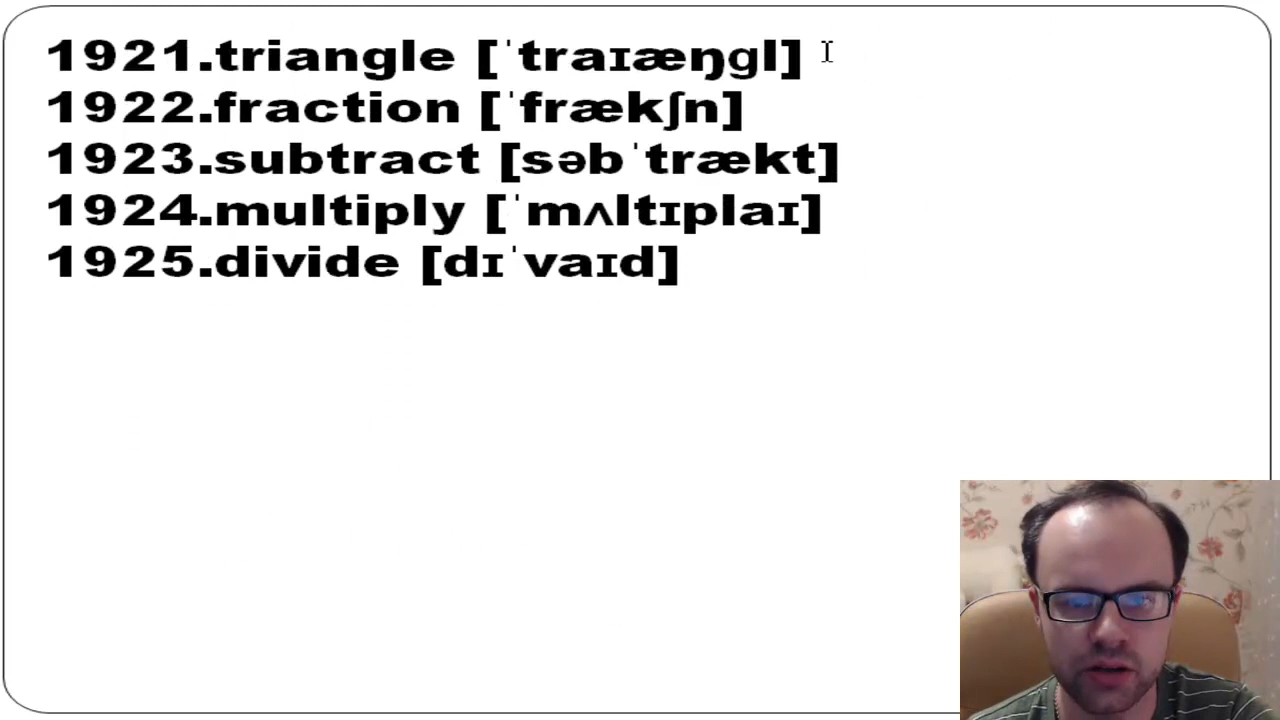 1921.triangle [ˈtraɪæŋgl]
1922.fraction [ˈfrækʃn]
1923.subtract [səbˈtrækt]
1924.multiply [ˈmʌltɪplaɪ]
1925.divide [dɪˈvaɪd]